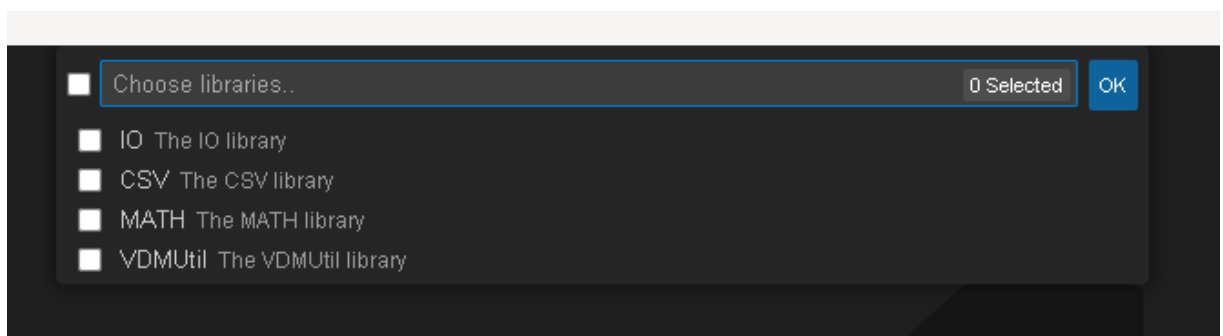 Choose libraries.. 0 Selected OK
IO The IO library
CSV The CSV library
MATH The MATH library
VDMUtil The VDMUtil library